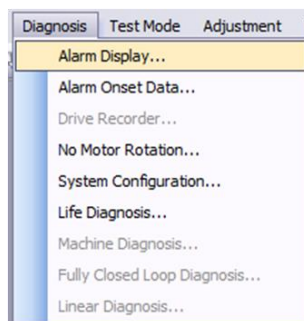 Diagnosis Test Mode Adjustment
Alarm Display...
Alarm Onset Data...
Drive Recorder...
No Motor Rotation...
System Configuration...
Life Diagnosis...
Machine Diagnosis...
Fully Closed Loop Diagnosis...
Linear Diagnosis...